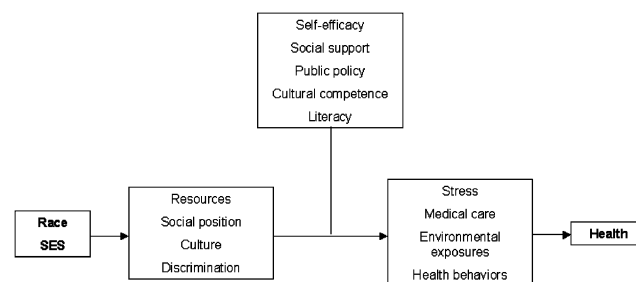 Self-efficacy
Social support
Public policy
Cultural competence
Literacy
Race
SES
Resources
Social position
Culture
Discrimination
Stress
Medical care
Environmental
exposures
Health behaviors
Health